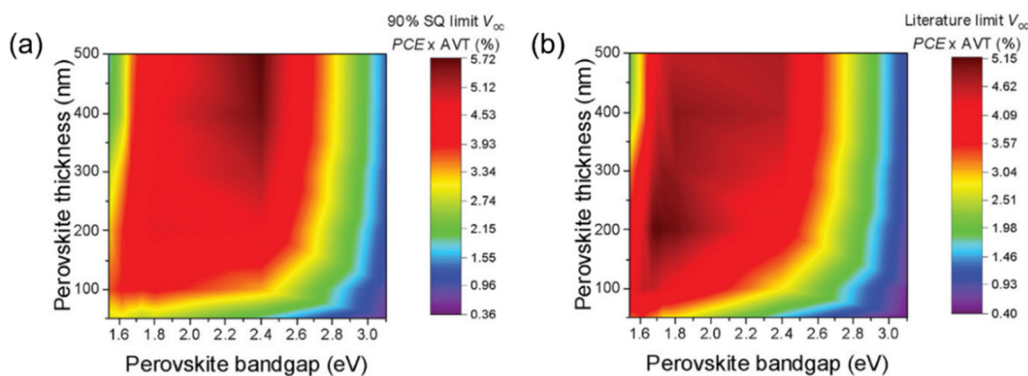 (a)
90% SQ limit V∞
PCE x AVT (%)
500
400
300
200
100
Perovskite thickness (nm)
1.6 1.8 2.0 2.2 2.4 2.6 2.8 3.0
Perovskite bandgap (eV)
5.72
5.12
4.53
3.93
3.34
2.74
2.15
1.55
0.96
0.36
(b)
Literature limit V∞
PCE x AVT (%)
500
400
300
200
100
Perovskite thickness (nm)
1.6 1.8 2.0 2.2 2.4 2.6 2.8 3.0
Perovskite bandgap (eV)
5.15
4.62
4.09
3.57
3.04
2.51
1.98
1.46
0.93
0.40